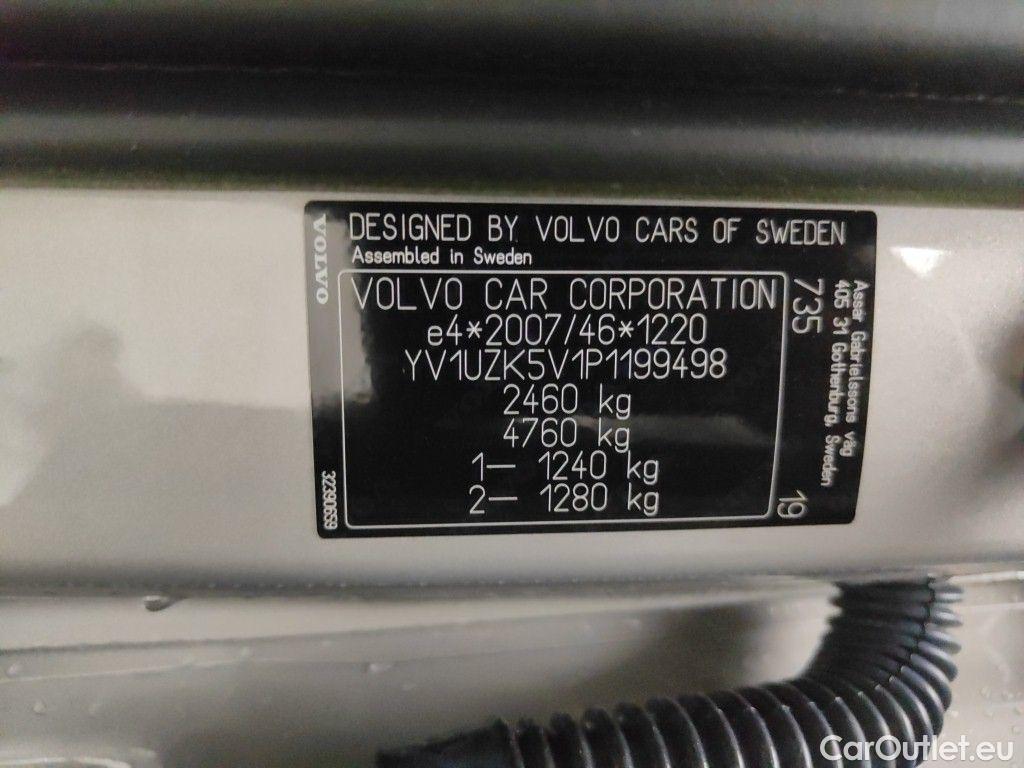 VOLVO
DESIGNED BY VOLVO CARS OF SWEDEN
Assembled in Sweden
VOLVO CAR CORPORATION
e4*2007/46*1220
YV1UZK5V1P1199498
2460 kg
4760 kg
1— 1240 kg
2— 1280 kg
32390659
735
19
Assar Gabrielssons väg
405 31 Gothenburg, Sweden
CarOutlet.eu